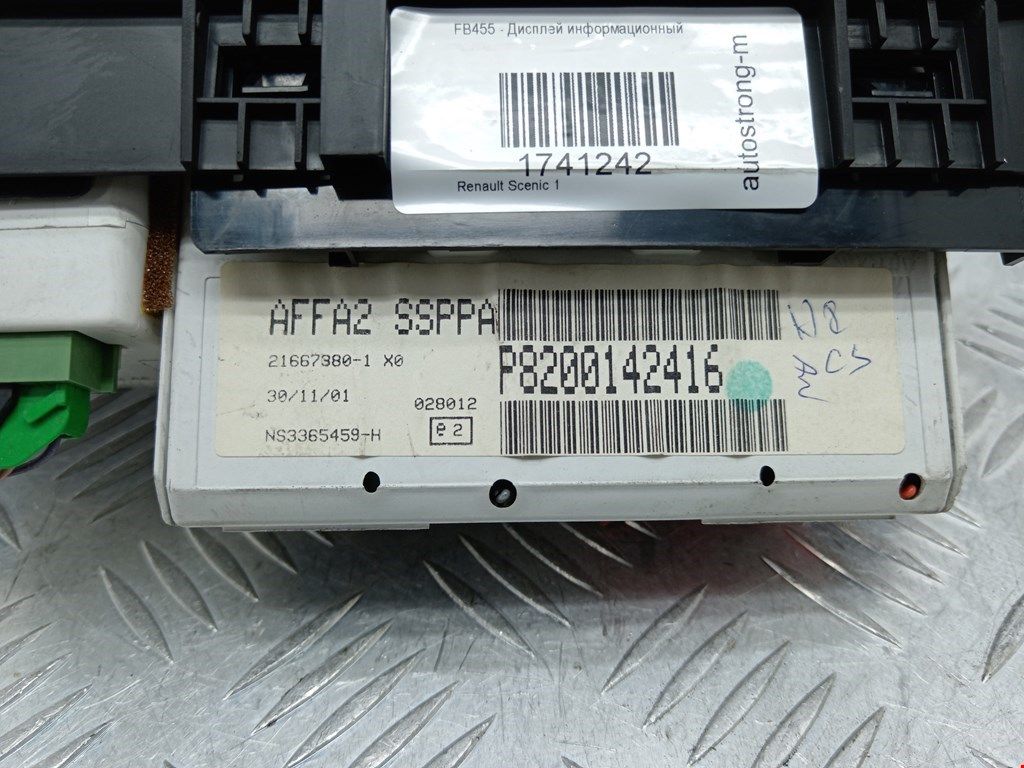 FB455 - Дисплэй информационный
1741242
Renault Scenic 1
autostrong-m
AFFA2 SSPPA
21667380-1 X0
P8200142416
30/11/01
028012
e2
NS3365459-H